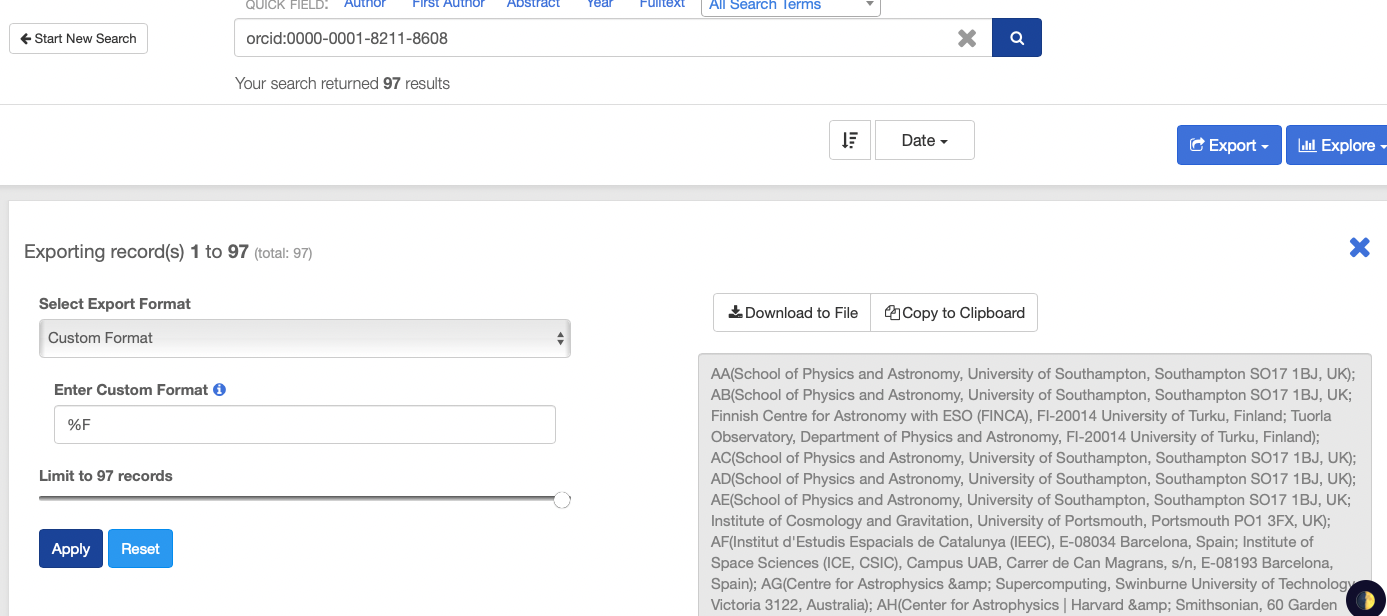 QUICK FIELD: Author First Author Abstract Year Fulltext All Search Terms
Start New Search
orcid:0000-0001-8211-8608
Your search returned 97 results
Date
Export
Explore
Exporting record(s) 1 to 97 (total: 97)
Select Export Format
Custom Format
Enter Custom Format
%F
Limit to 97 records
Apply Reset
Download to File Copy to Clipboard
AA(School of Physics and Astronomy, University of Southampton, Southampton SO17 1BJ, UK);
AB(School of Physics and Astronomy, University of Southampton, Southampton SO17 1BJ, UK;
Finnish Centre for Astronomy with ESO (FINCA), FI-20014 University of Turku, Finland; Tuorla
Observatory, Department of Physics and Astronomy, FI-20014 University of Turku, Finland);
AC(School of Physics and Astronomy, University of Southampton, Southampton SO17 1BJ, UK);
AD(School of Physics and Astronomy, University of Southampton, Southampton SO17 1BJ, UK);
AE(School of Physics and Astronomy, University of Southampton, Southampton SO17 1BJ, UK;
Institute of Cosmology and Gravitation, University of Portsmouth, Portsmouth PO1 3FX, UK);
AF(Institut d'Estudis Espacials de Catalunya (IEEC), E-08034 Barcelona, Spain; Institute of
Space Sciences (ICE, CSIC), Campus UAB, Carrer de Can Magrans, s/n, E-08193 Barcelona,
Spain); AG(Centre for Astrophysics &amp; Supercomputing, Swinburne University of Technology
Victoria 3122, Australia); AH(Center for Astrophysics | Harvard &amp; Smithsonian, 60 Garden